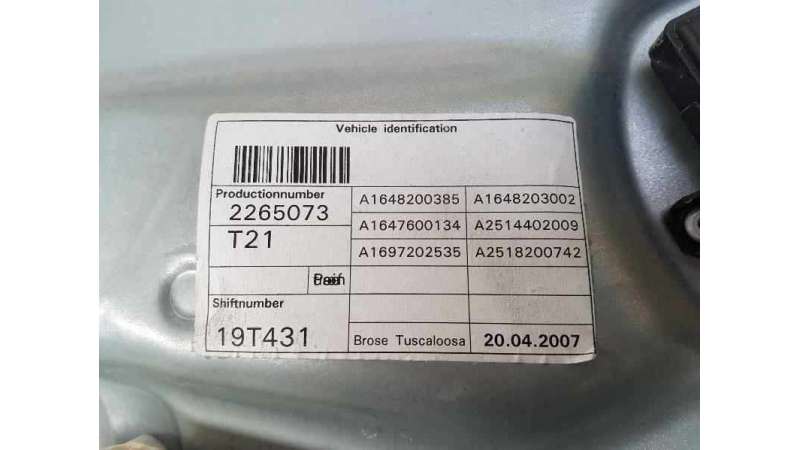 Vehicle identification
Productionnumber
2265073
T21
A1648200385 A1648203002
A1647600134 A2514402009
A1697202535 A2518200742
Shiftnumber
19T431
Brose Tuscaloosa 20.04.2007